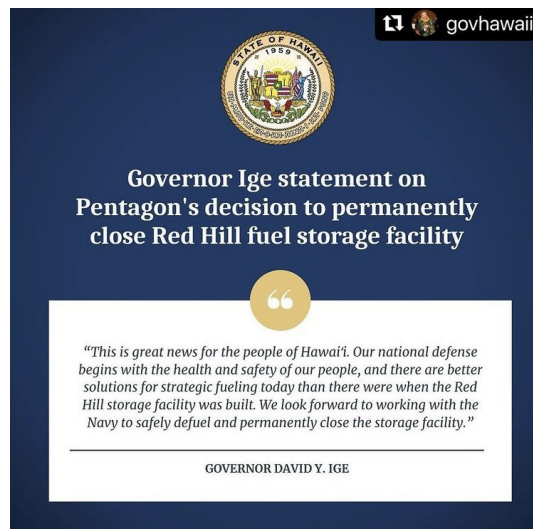 govhawaii
STATE OF HAWAII
1959
Governor Ige statement on
Pentagon's decision to permanently
close Red Hill fuel storage facility
“This is great news for the people of Hawai‘i. Our national defense
begins with the health and safety of our people, and there are better
solutions for strategic fueling today than there were when the Red
Hill storage facility was built. We look forward to working with the
Navy to safely defuel and permanently close the storage facility.”
GOVERNOR DAVID Y. IGE